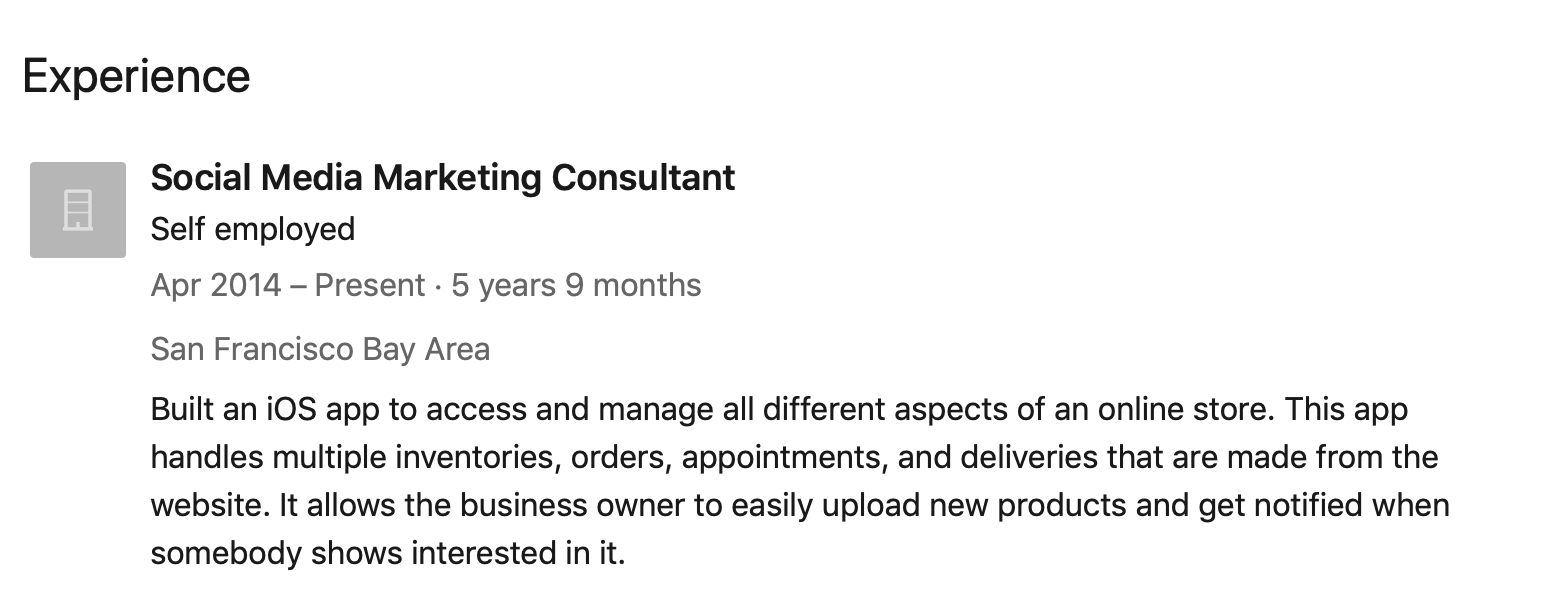 Experience
Social Media Marketing Consultant
Self employed
Apr 2014 – Present · 5 years 9 months
San Francisco Bay Area
Built an iOS app to access and manage all different aspects of an online store. This app
handles multiple inventories, orders, appointments, and deliveries that are made from the
website. It allows the business owner to easily upload new products and get notified when
somebody shows interested in it.